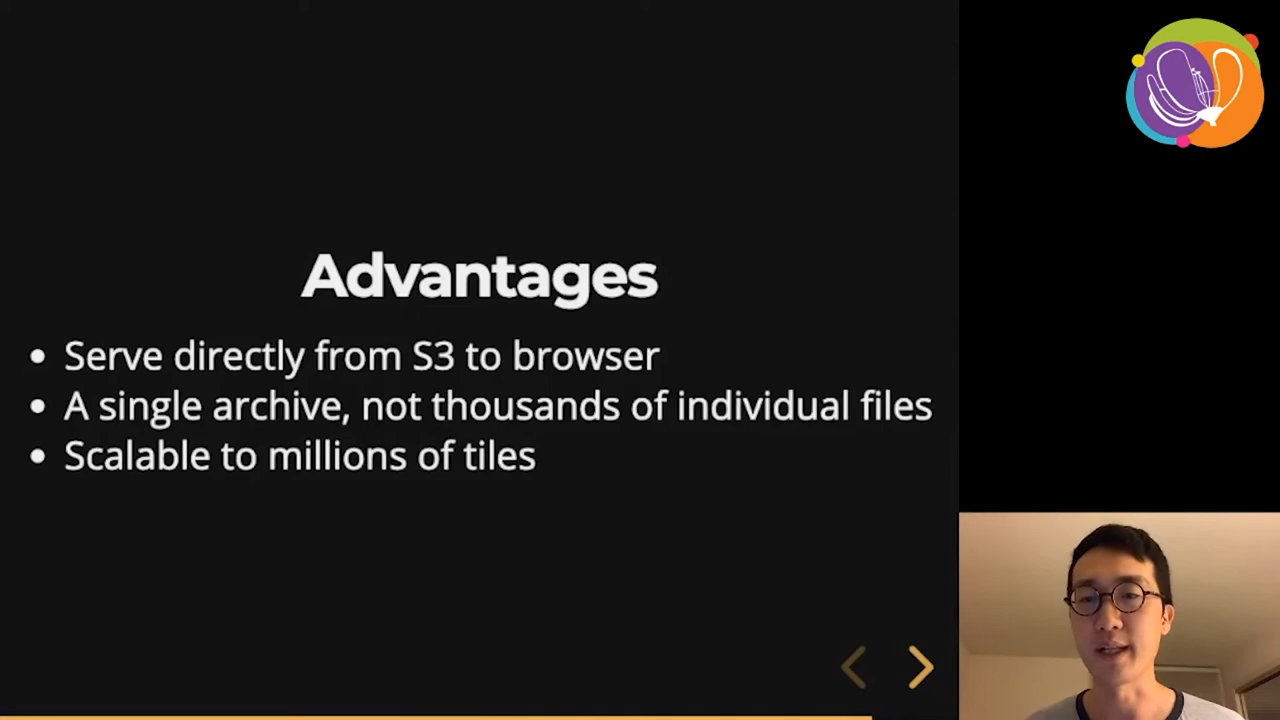 Advantages
Serve directly from S3 to browser
A single archive, not thousands of individual files
Scalable to millions of tiles